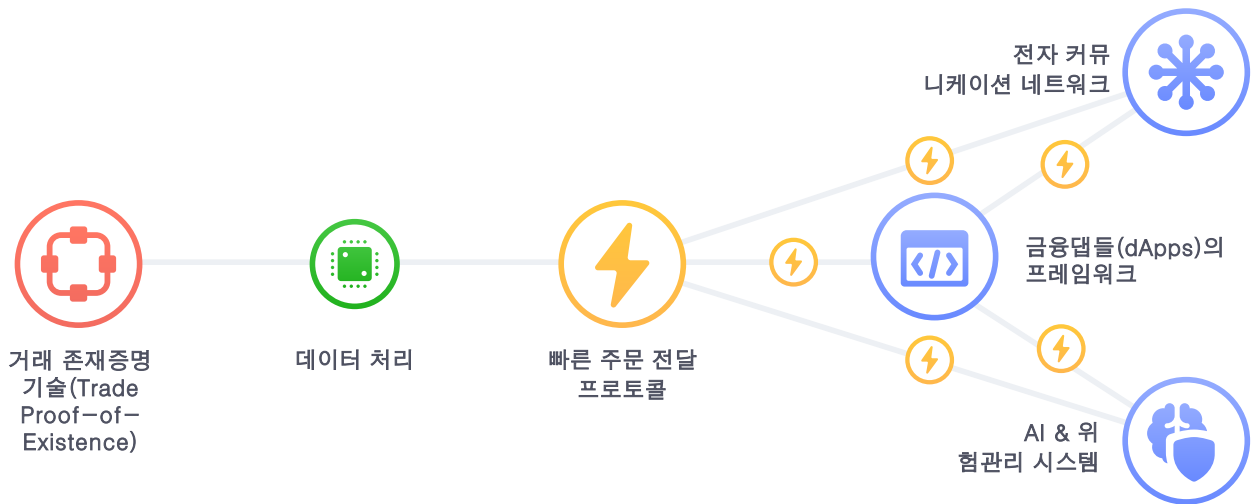 전자 커뮤
니케이션 네트워크
금융댑들(dApps)의
프레임워크
거래 존재증명
기술(Trade
Proof-of-
Existence)
데이터 처리
빠른 주문 전달
프로토콜
AI & 위
험관리 시스템